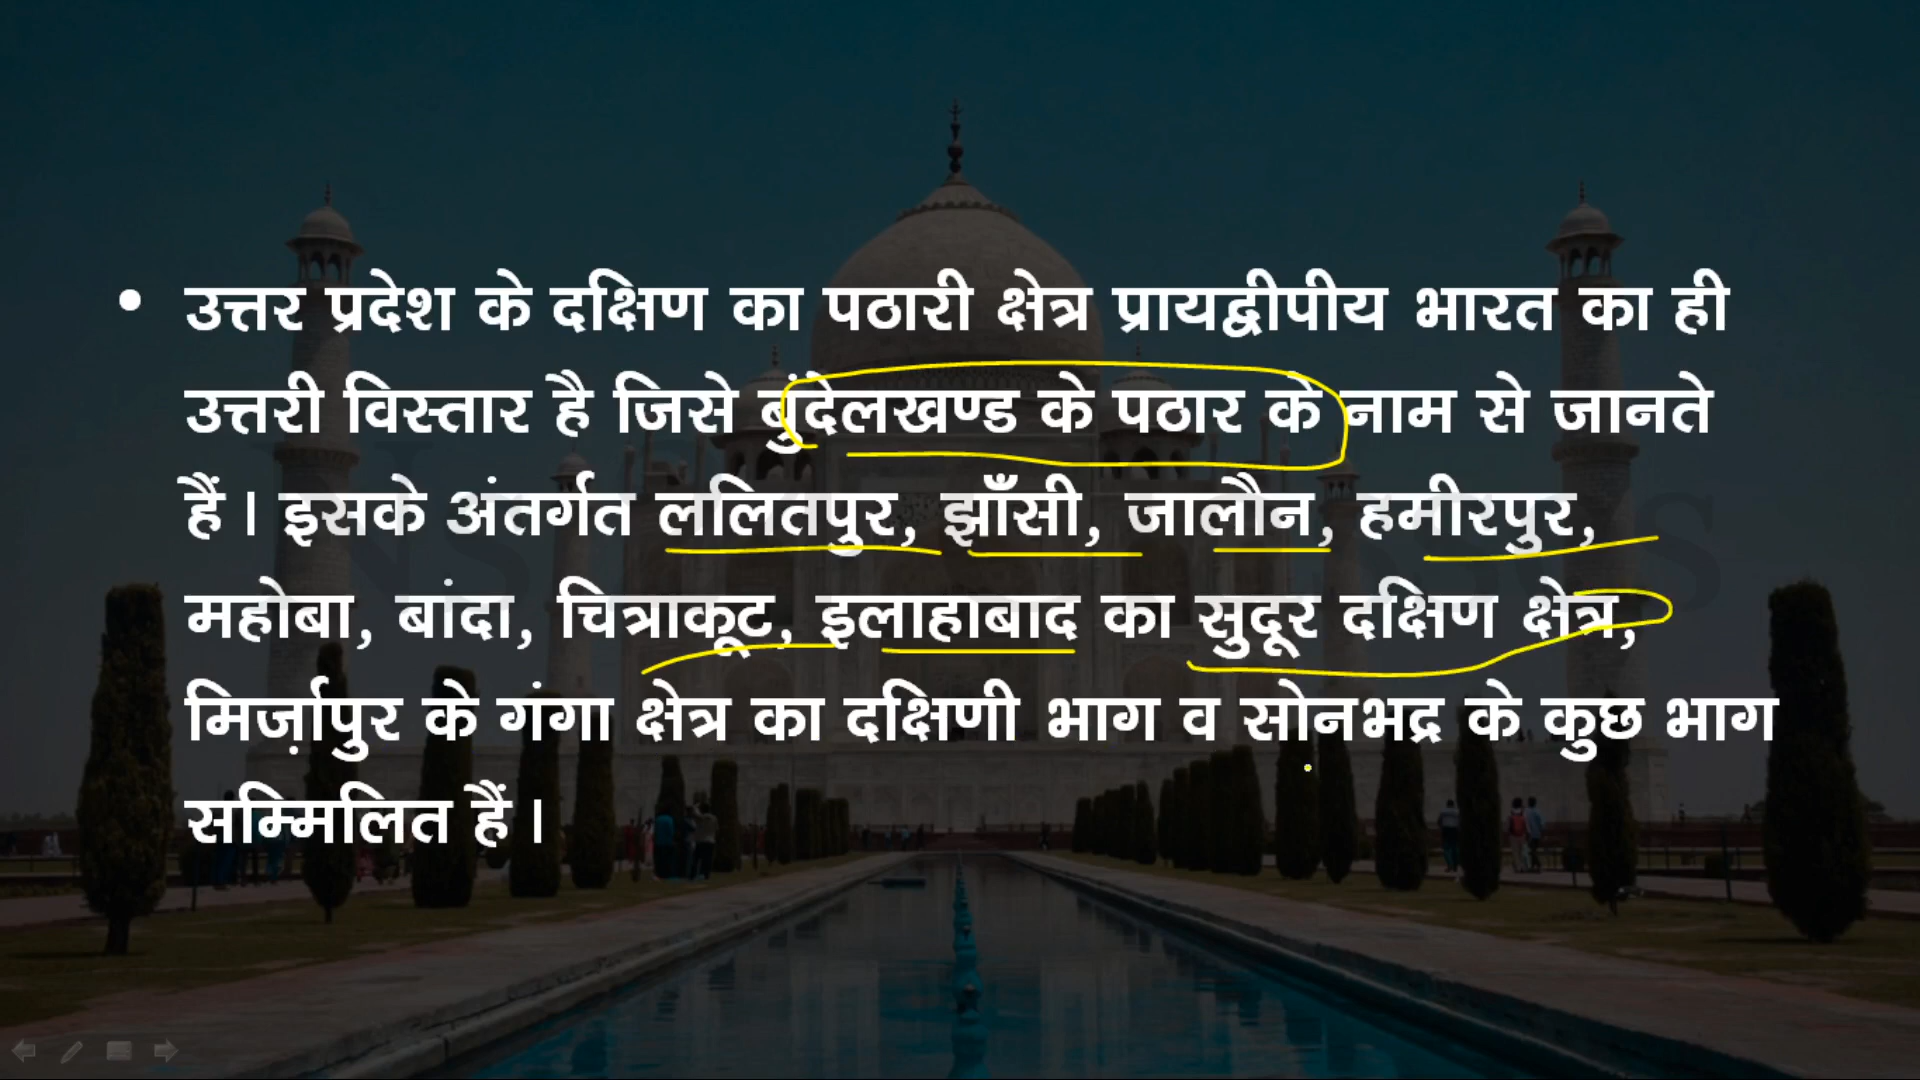 • उत्तर प्रदेश के दक्षिण का पठारी क्षेत्र प्रायद्वीपीय भारत का ही
उत्तरी विस्तार है जिसे बुंदेलखण्ड के पठार के नाम से जानते
हैं। इसके अंतर्गत ललितपुर, झाँसी, जालौन, हमीरपुर,
महोबा, बांदा, चित्राकूट, इलाहाबाद का सुदूर दक्षिण क्षेत्र,
मिर्ज़ापुर के गंगा क्षेत्र का दक्षिणी भाग व सोनभद्र के कुछ भाग
सम्मिलित हैं।